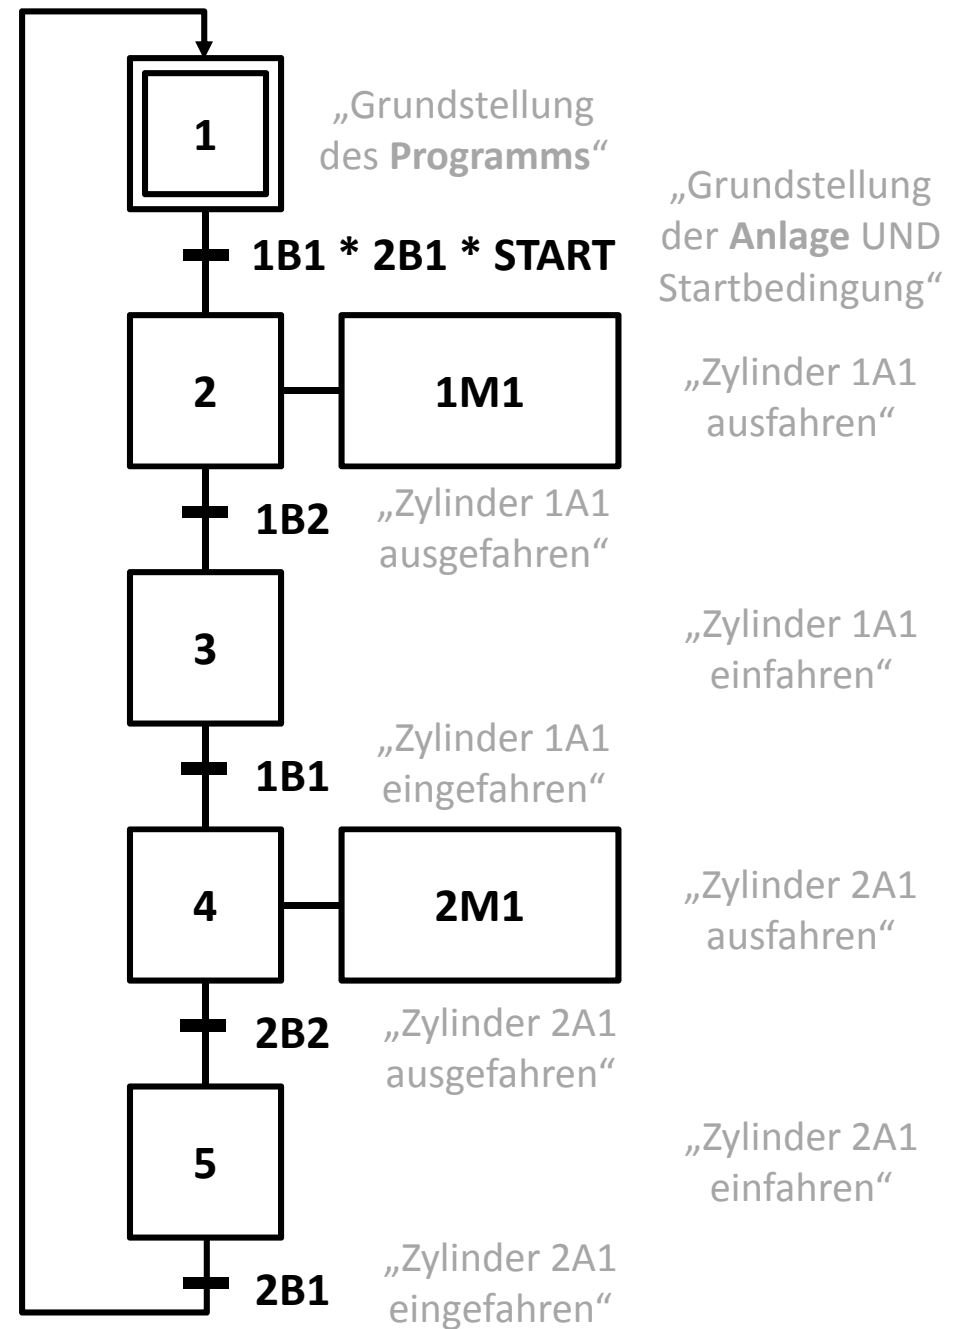 1
„Grundstellung
des Programms“
„Grundstellung
der Anlage UND
Startbedingung“
1B1 * 2B1 * START
2
1M1
„Zylinder 1A1
ausfahren“
1B2
„Zylinder 1A1
ausgefahren“
3
„Zylinder 1A1
einfahren“
1B1
„Zylinder 1A1
eingefahren“
4
2M1
„Zylinder 2A1
ausfahren“
2B2
„Zylinder 2A1
ausgefahren“
5
„Zylinder 2A1
einfahren“
2B1
„Zylinder 2A1
eingefahren“